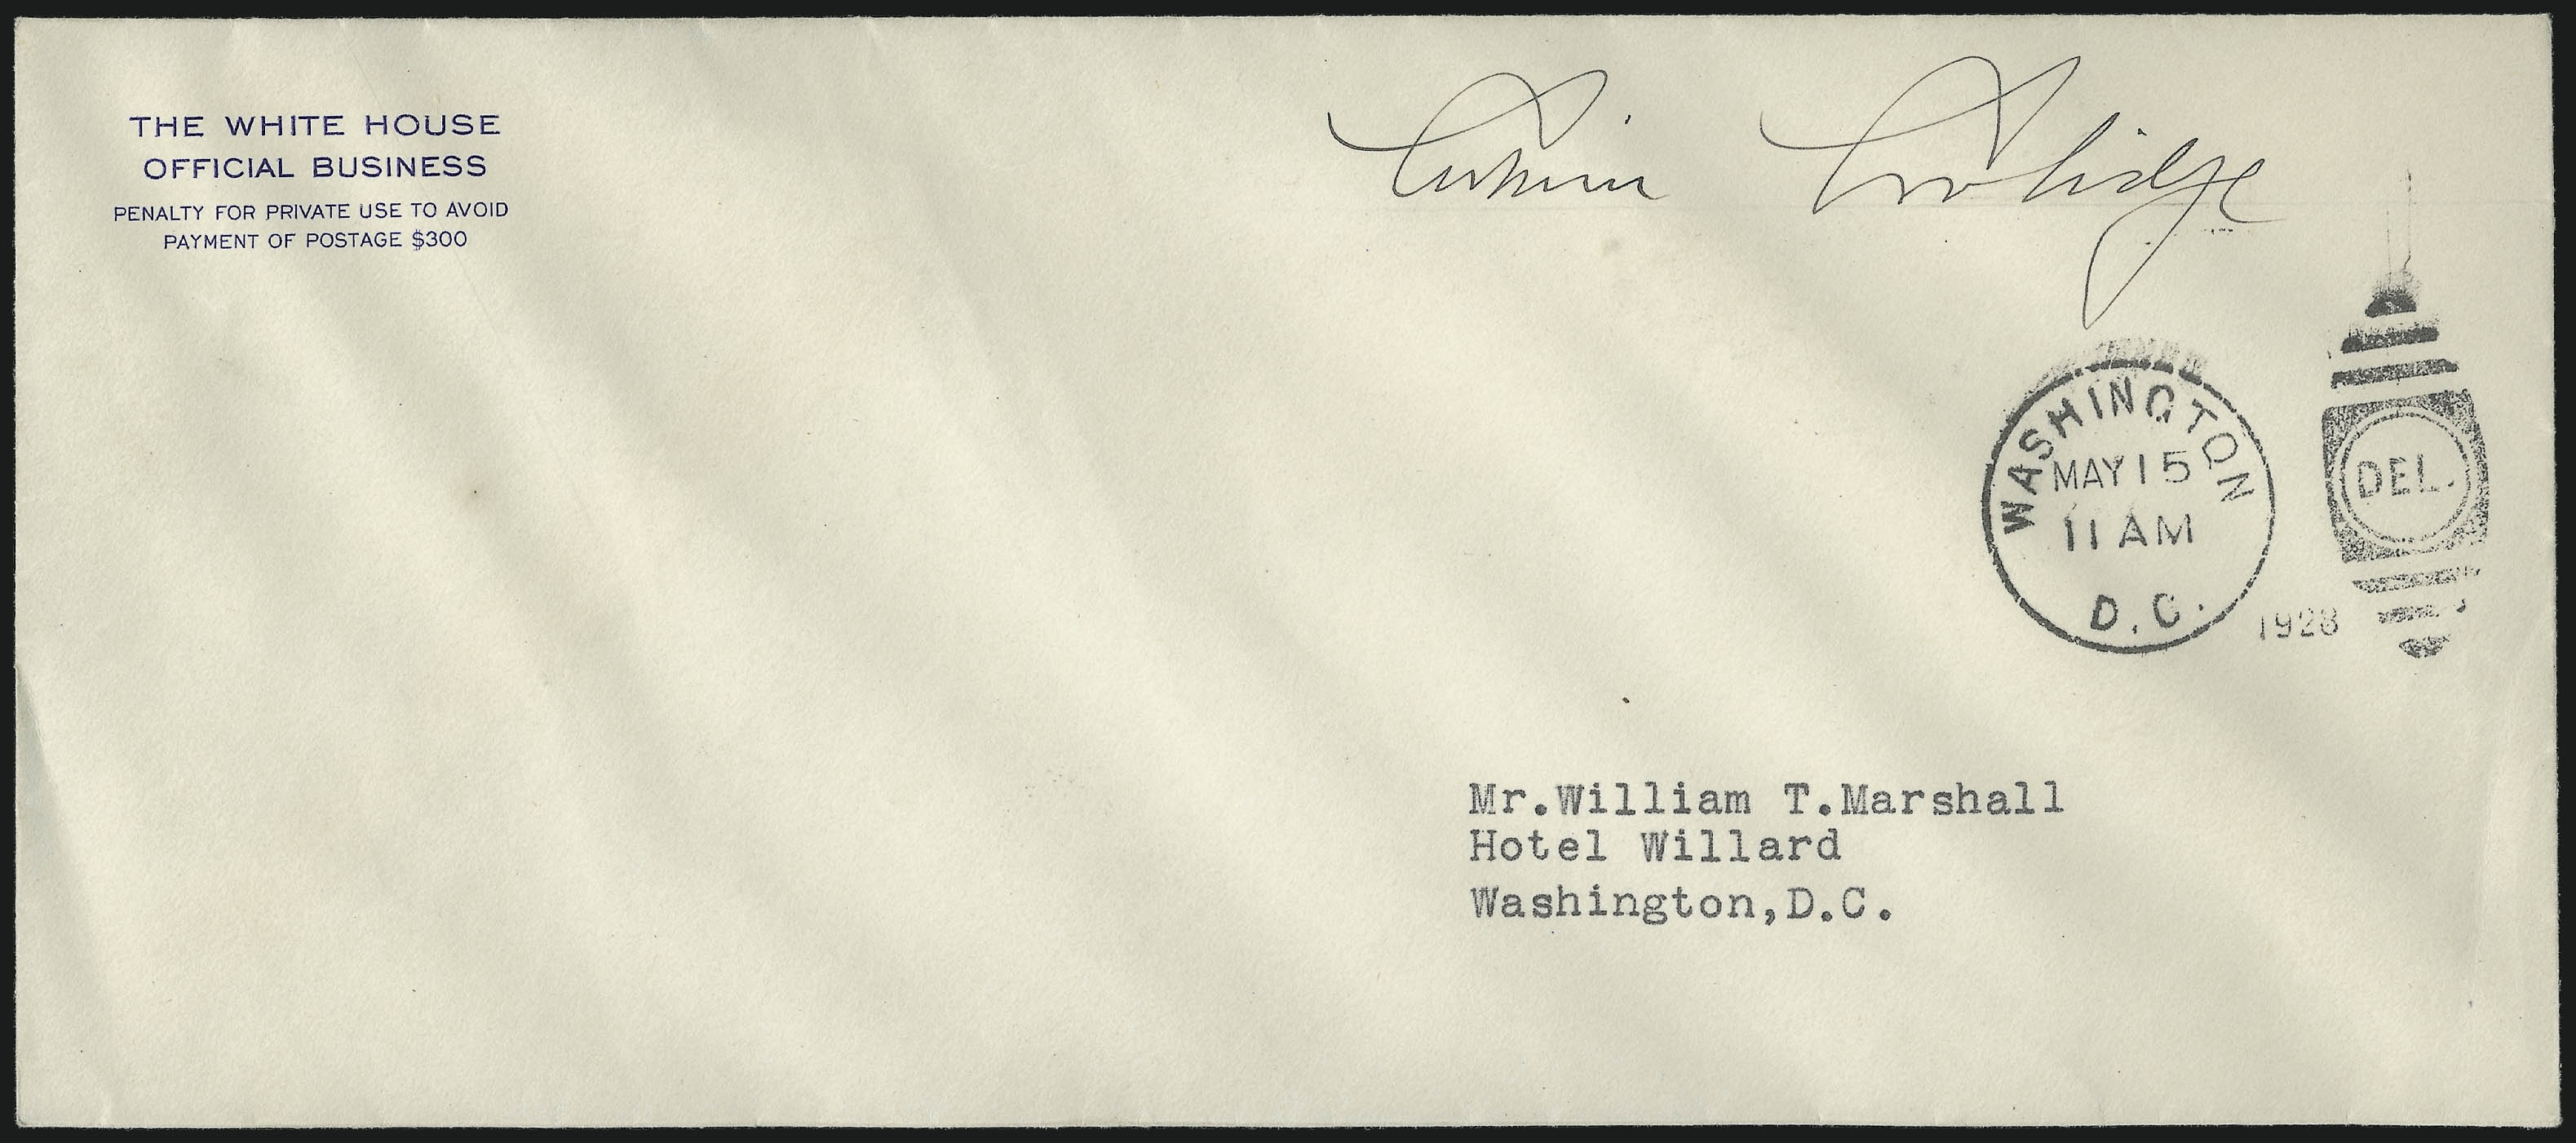 THE WHITE HOUSE
OFFICIAL BUSINESS
PENALTY FOR PRIVATE USE TO AVOID
PAYMENT OF POSTAGE $300
Calvin Coolidge
WASHINGTON
MAY 15
11 AM
D.C.
1928
DEL.
Mr.William T.Marshall
Hotel Willard
Washington,D.C.